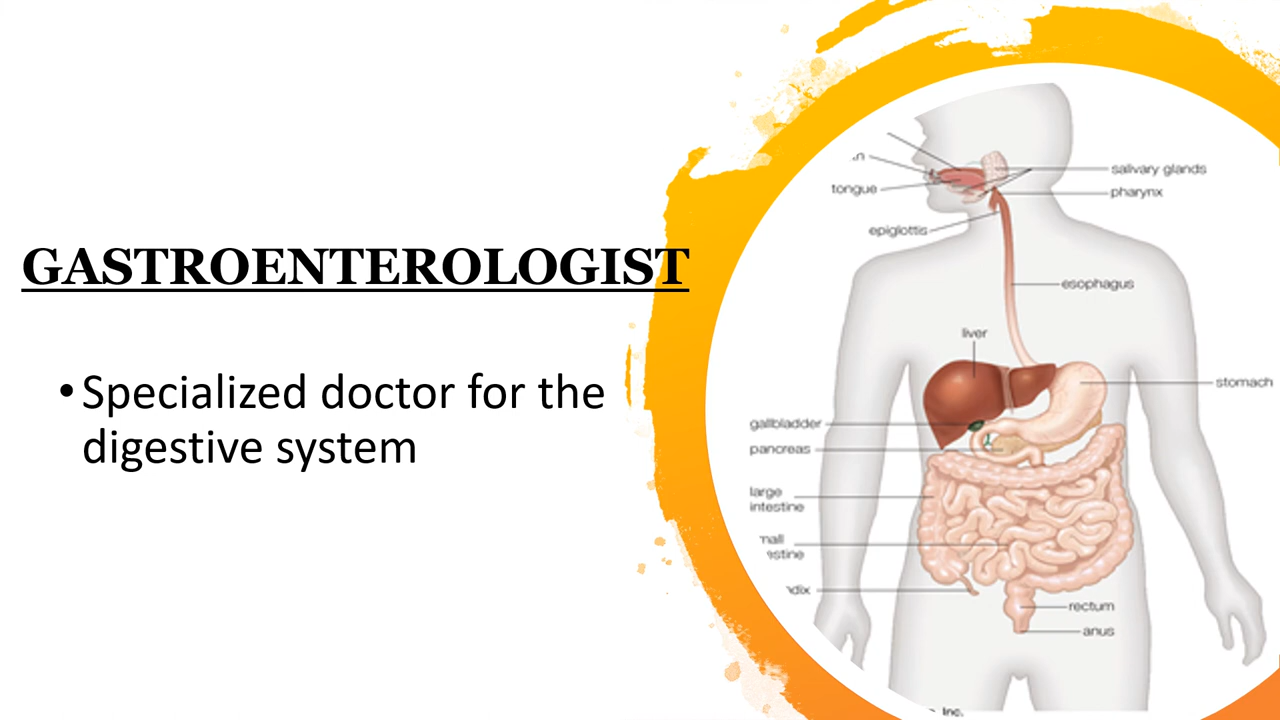 GASTROENTEROLOGIST
• Specialized doctor for the
digestive system
tongue
epiglottis
salivary glands
pharynx
esophagus
liver
stomach
gallbladder
pancreas
large
intestine
rectum
anus
Inc.